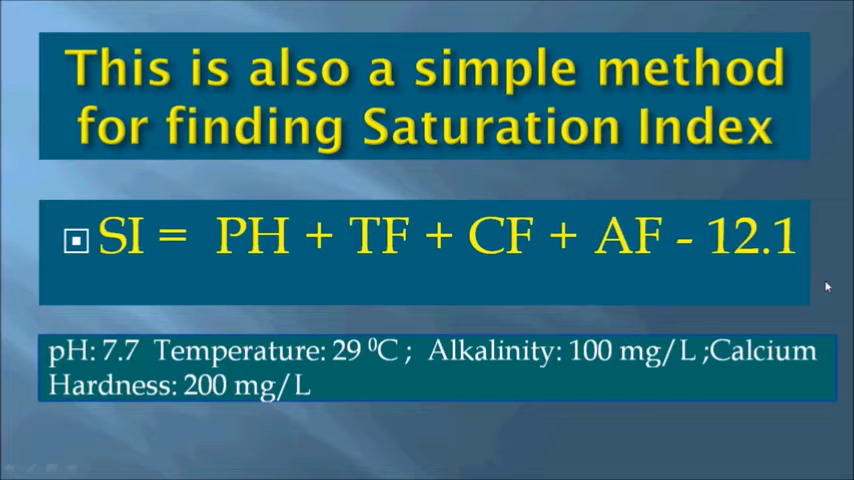 This is also a simple method
for finding Saturation Index
SI = PH + TF + CF + AF - 12.1
pH: 7.7 Temperature: 29 ⁰C ; Alkalinity: 100 mg/L ;Calcium
Hardness: 200 mg/L